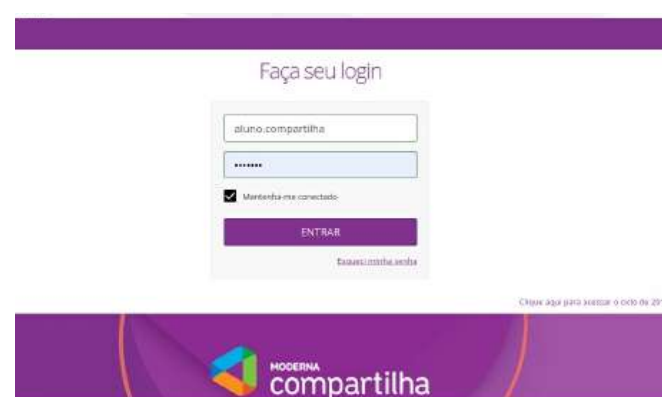 Faça seu login
aluno.compartilha
•••••••
Mantenha-me conectado
ENTRAR
Esqueci minha senha
Clique aqui para acessar o ciclo de 20
MODERNA
compartilha